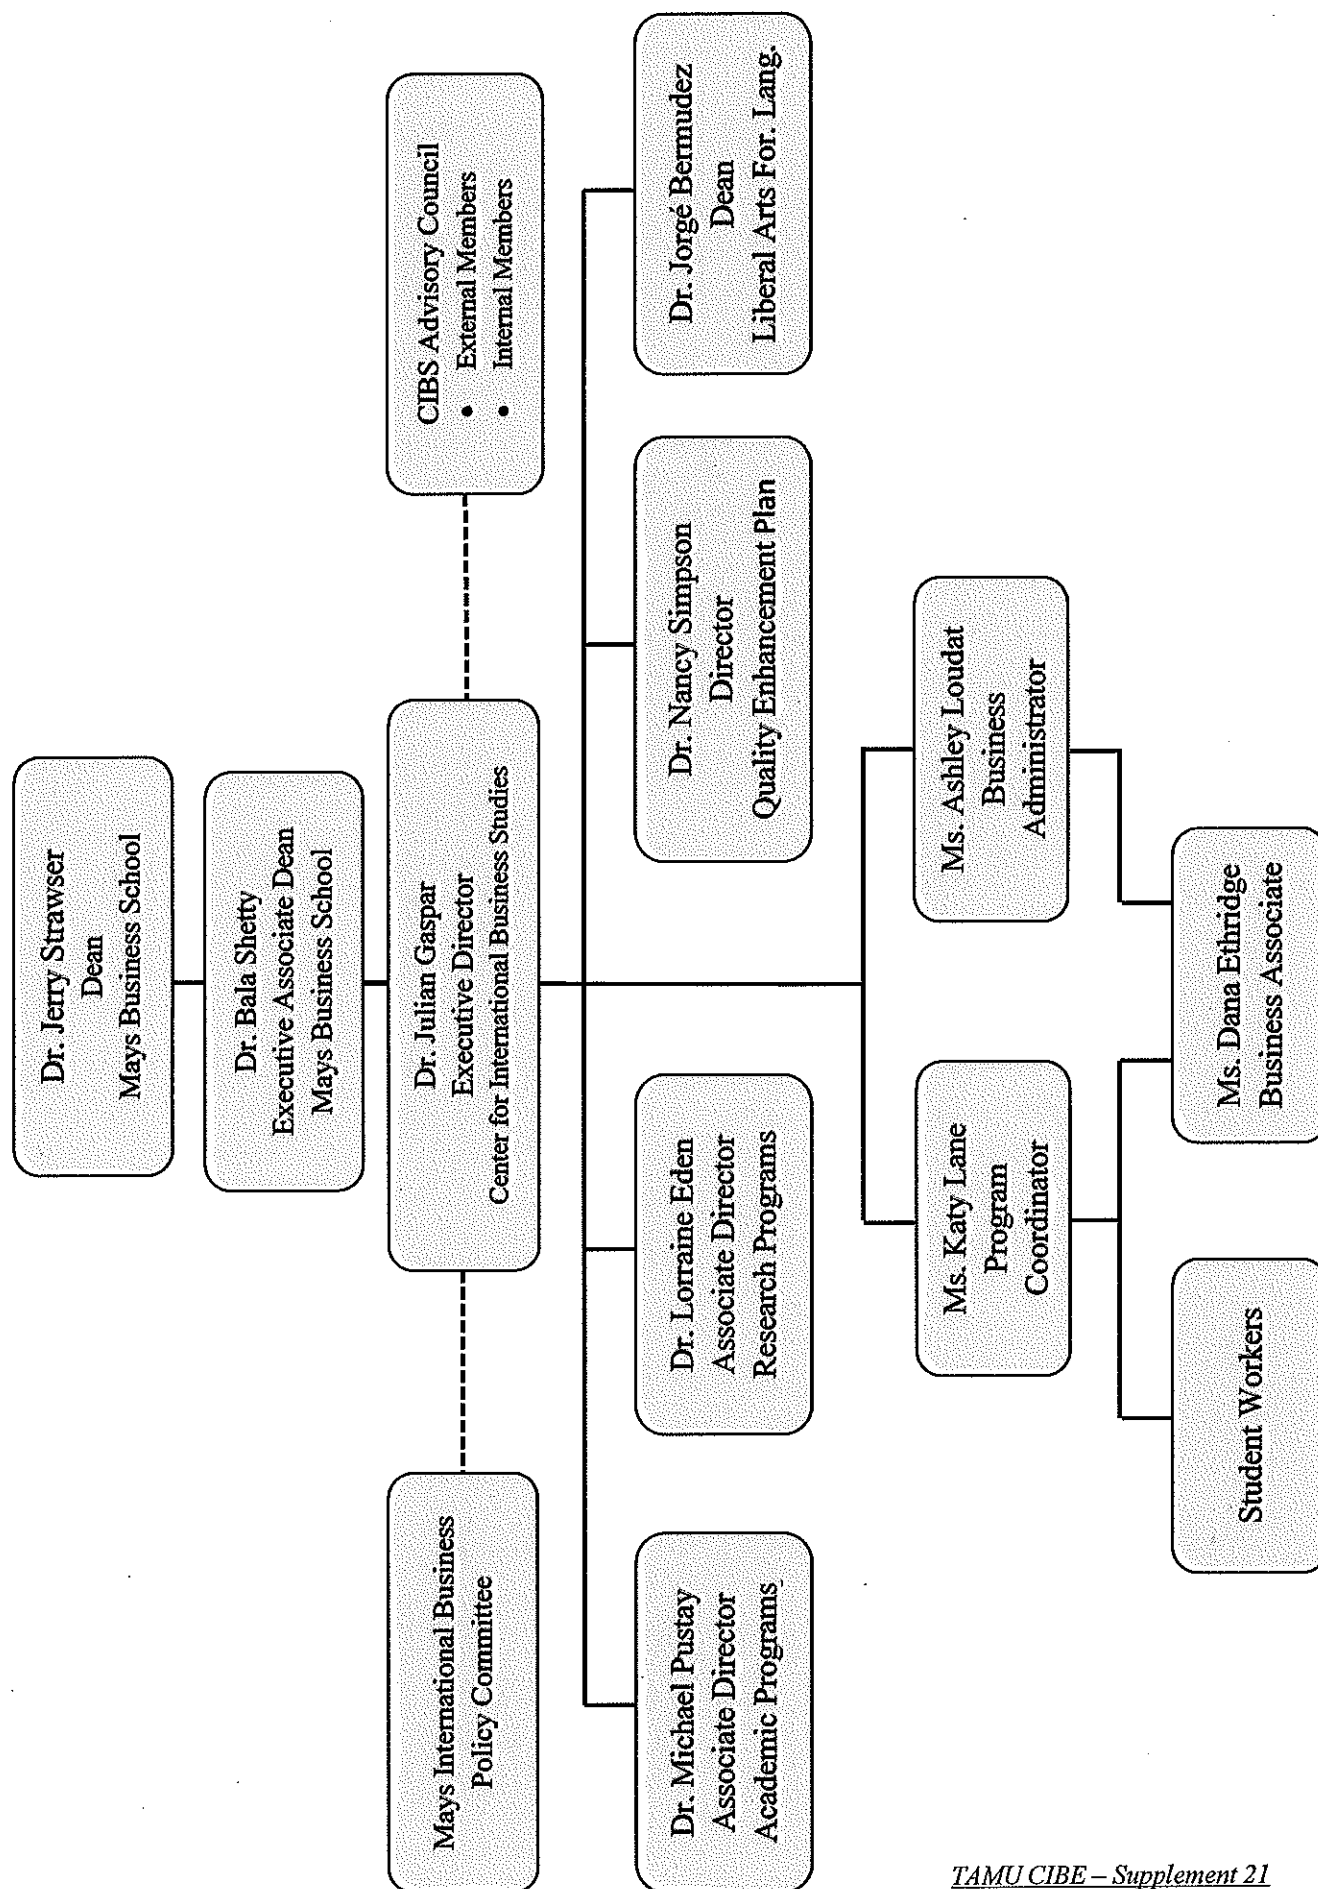 Dr. Jerry Strawser
Dean
Mays Business School
Dr. Bala Shetty
Executive Associate Dean
Mays Business School
Mays International Business
Policy Committee
Dr. Julian Gaspar
Executive Director
Center for International Business Studies
CIBS Advisory Council
• External Members
• Internal Members
Dr. Michael Pustay
Associate Director
Academic Programs
Dr. Lorraine Eden
Associate Director
Research Programs
Dr. Nancy Simpson
Director
Quality Enhancement Plan
Dr. Jorgé Bermudez
Dean
Liberal Arts For. Lang.
Ms. Katy Lane
Program
Coordinator
Ms. Ashley Loudat
Business
Administrator
Student Workers
Ms. Dana Ethridge
Business Associate
TAMU CIBE – Supplement 21